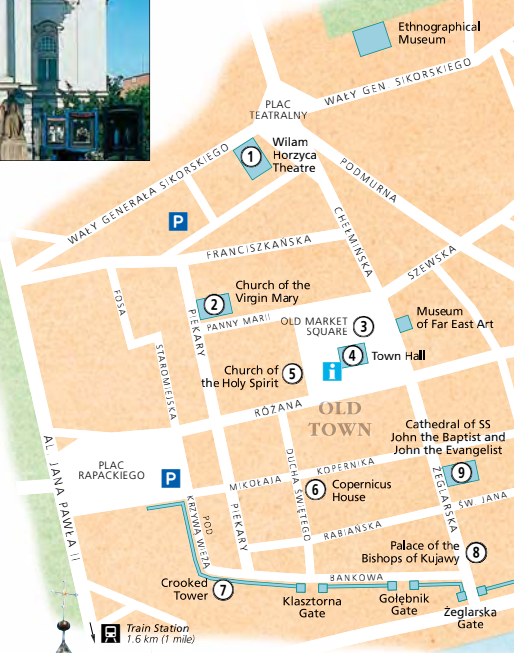 Ethnographical
Museum
WAŁY GEN. SIKORSKIEGO
PLAC
TEATRALNY
1
Wilam
Horzyca
Theatre
WAŁY GENERAŁA SIKORSKIEGO
PODMURNA
P
CHEŁMIŃSKA
FRANCISZKAŃSKA
SZEWSKA
FOSA
2
Church of the
Virgin Mary
PIEKARY
PANNY MARII
OLD MARKET
SQUARE
3
Museum
of Far East Art
4
Town Hall
i
STAROMIEJSKA
Church of
the Holy Spirit
5
RÓŻANA
OLD
TOWN
Cathedral of SS
John the Baptist and
John the Evangelist
9
AL. JANA PAWŁA II
PLAC
RAPACKIEGO
P
MIKOŁAJA KOPERNIKA
DUCHA ŚWIĘTEGO
6
Copernicus
House
ŻEGLARSKA
ŚW. JANA
POD
KRZYWĄ WIEŻĄ
PIEKARY
RABIAŃSKA
Palace of the
Bishops of Kujawy
8
BANKOWA
Crooked
Tower
7
Klasztorna
Gate
Gołębnik
Gate
Żeglarska
Gate
Train Station
1.6 km (1 mile)